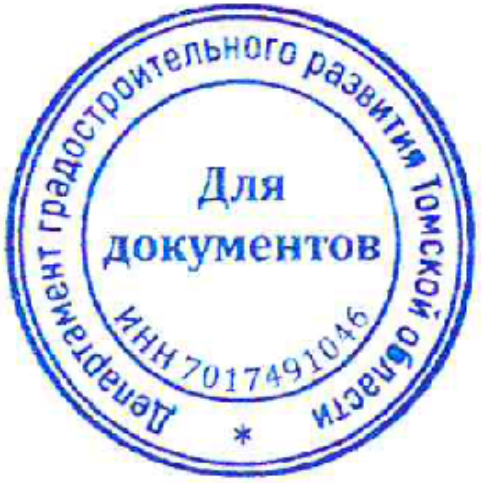 Департамент градостроительного развития Томской области
*
Для
документов
ИНН 7017491046